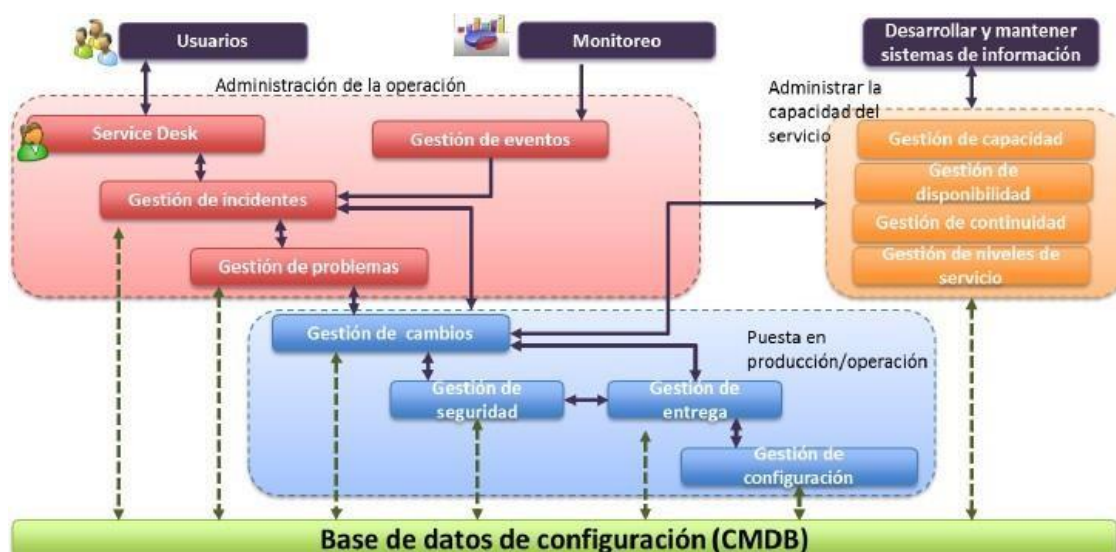 Usuarios
Monitoreo
Desarrollar y mantener
sistemas de información
Administración de la operación
Administrar la
capacidad del
servicio
Service Desk
Gestión de eventos
Gestión de capacidad
Gestión de
disponibilidad
Gestión de incidentes
Gestión de continuidad
Gestión de problemas
Gestión de niveles de
servicio
Gestión de cambios
Puesta en
producción/operación
Gestión de
seguridad
Gestión de
entrega
Gestión de
configuración
Base de datos de configuración (CMDB)